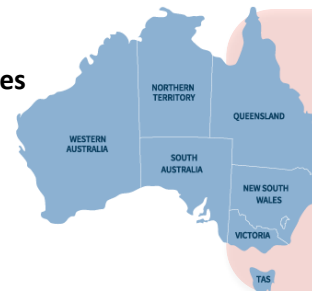 es
NORTHERN
TERRITORY
QUEENSLAND
WESTERN
AUSTRALIA
SOUTH
AUSTRALIA
NEW SOUTH
WALES
VICTORIA
TAS